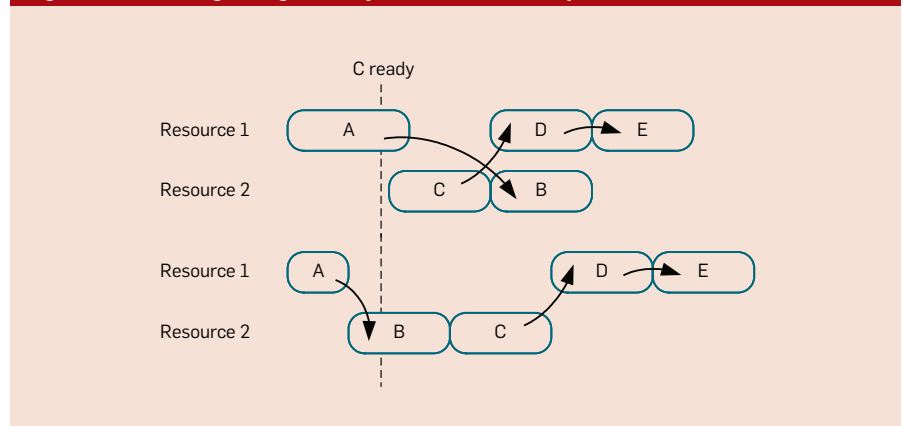 C ready
Resource 1 A D E
Resource 2 C B
Resource 1 A D E
Resource 2 B C